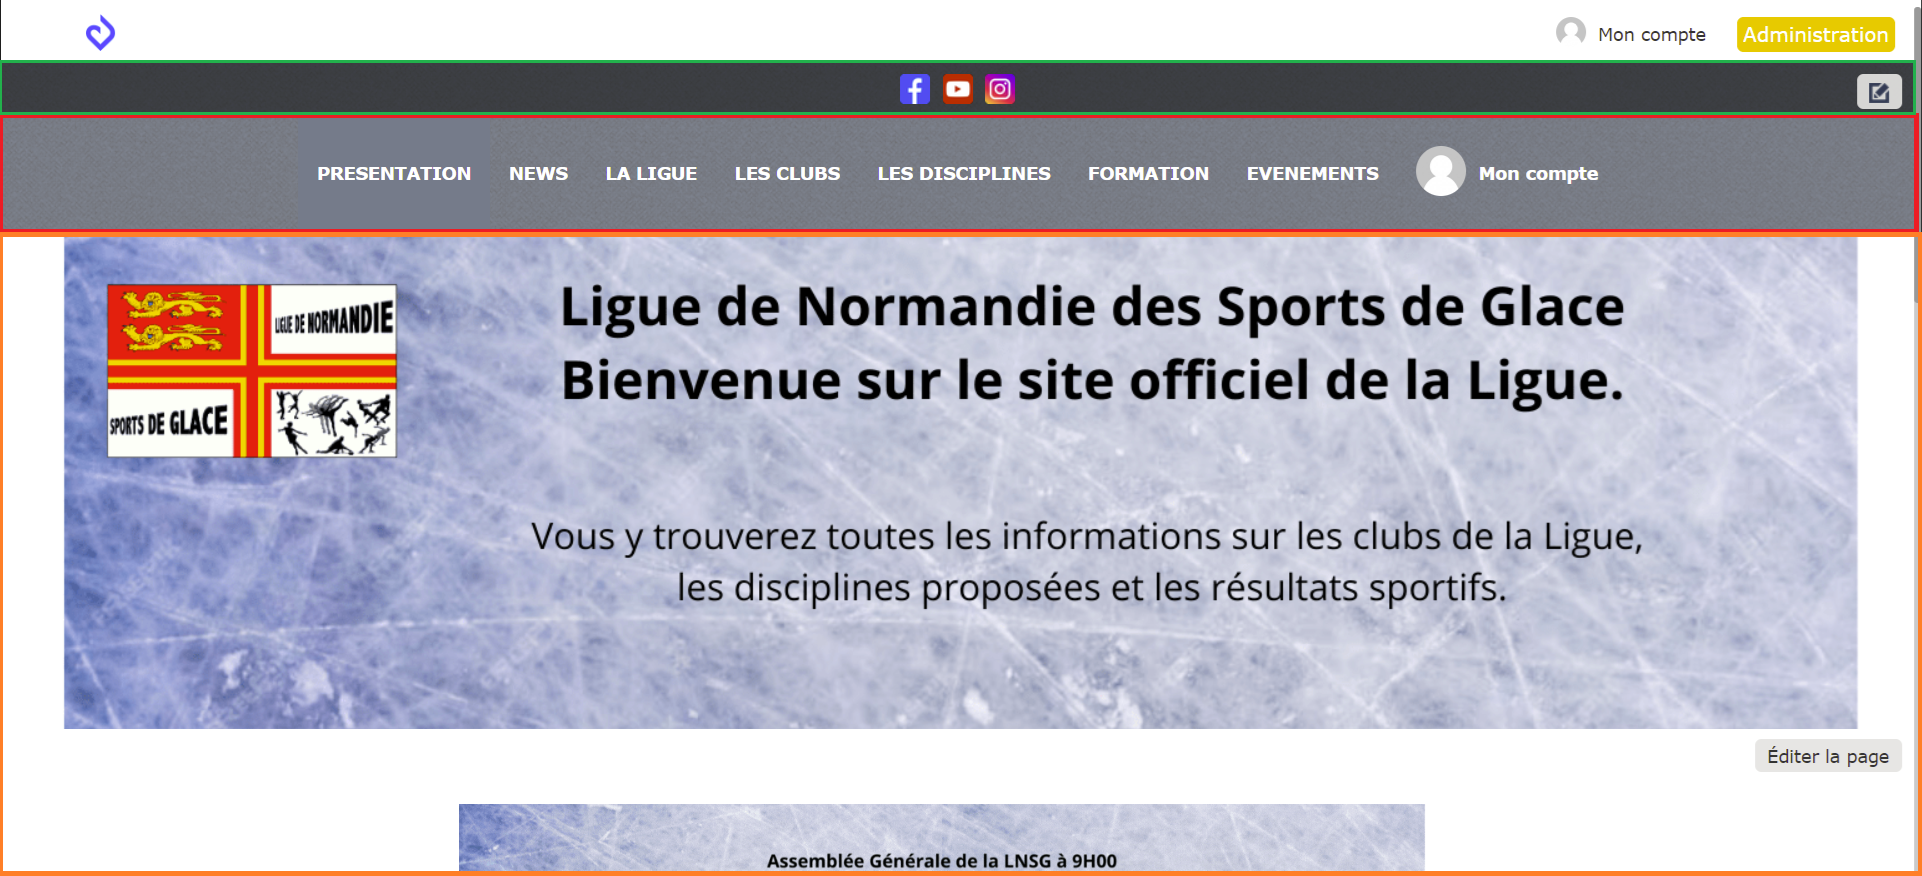 Mon compte
Administration
PRESENTATION NEWS LA LIGUE LES CLUBS LES DISCIPLINES FORMATION EVENEMENTS Mon compte
LIGUE DE NORMANDIE
SPORTS DE GLACE
Ligue de Normandie des Sports de Glace
Bienvenue sur le site officiel de la Ligue.
Vous y trouverez toutes les informations sur les clubs de la Ligue,
les disciplines proposées et les résultats sportifs.
Éditer la page
Assemblée Générale de la LNSG à 9H00